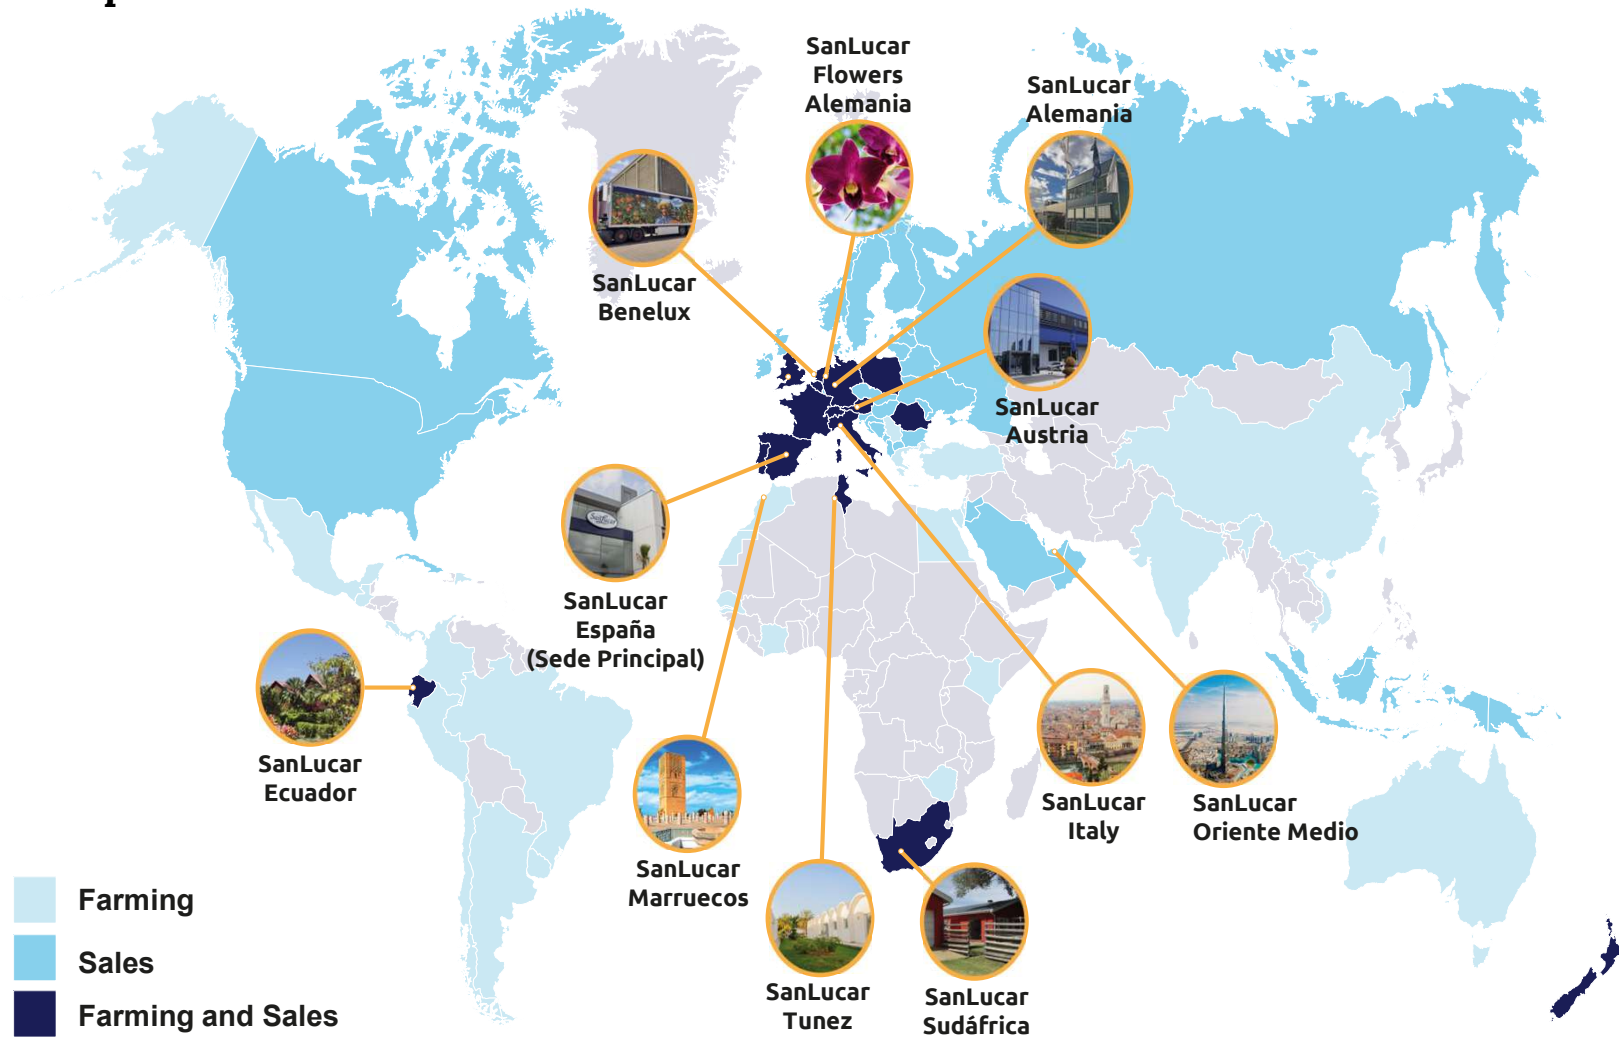 SanLucar
Flowers
Alemania
SanLucar
Alemania
SanLucar
Benelux
SanLucar
Austria
SanLucar
España
(Sede Principal)
SanLucar
Ecuador
SanLucar
Marruecos
SanLucar
Tunez
SanLucar
Sudáfrica
SanLucar
Italy
SanLucar
Oriente Medio
Farming
Sales
Farming and Sales